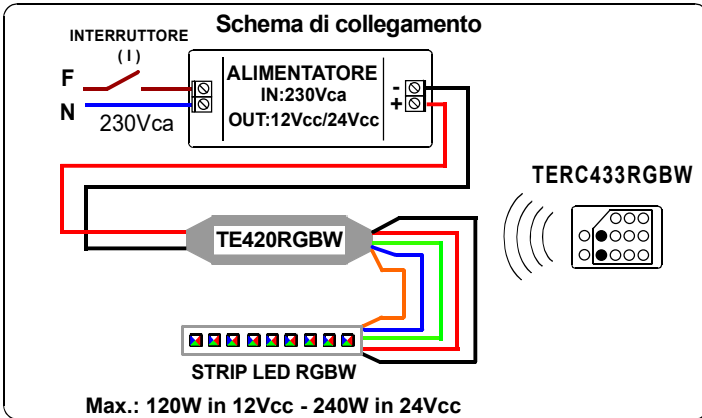 Schema di collegamento
INTERRUTTORE
( I )
F
N
230Vca
ALIMENTATORE
IN:230Vca
OUT:12Vcc/24Vcc
-
+
TERC433RGBW
TE420RGBW
STRIP LED RGBW
Max.: 120W in 12Vcc - 240W in 24Vcc